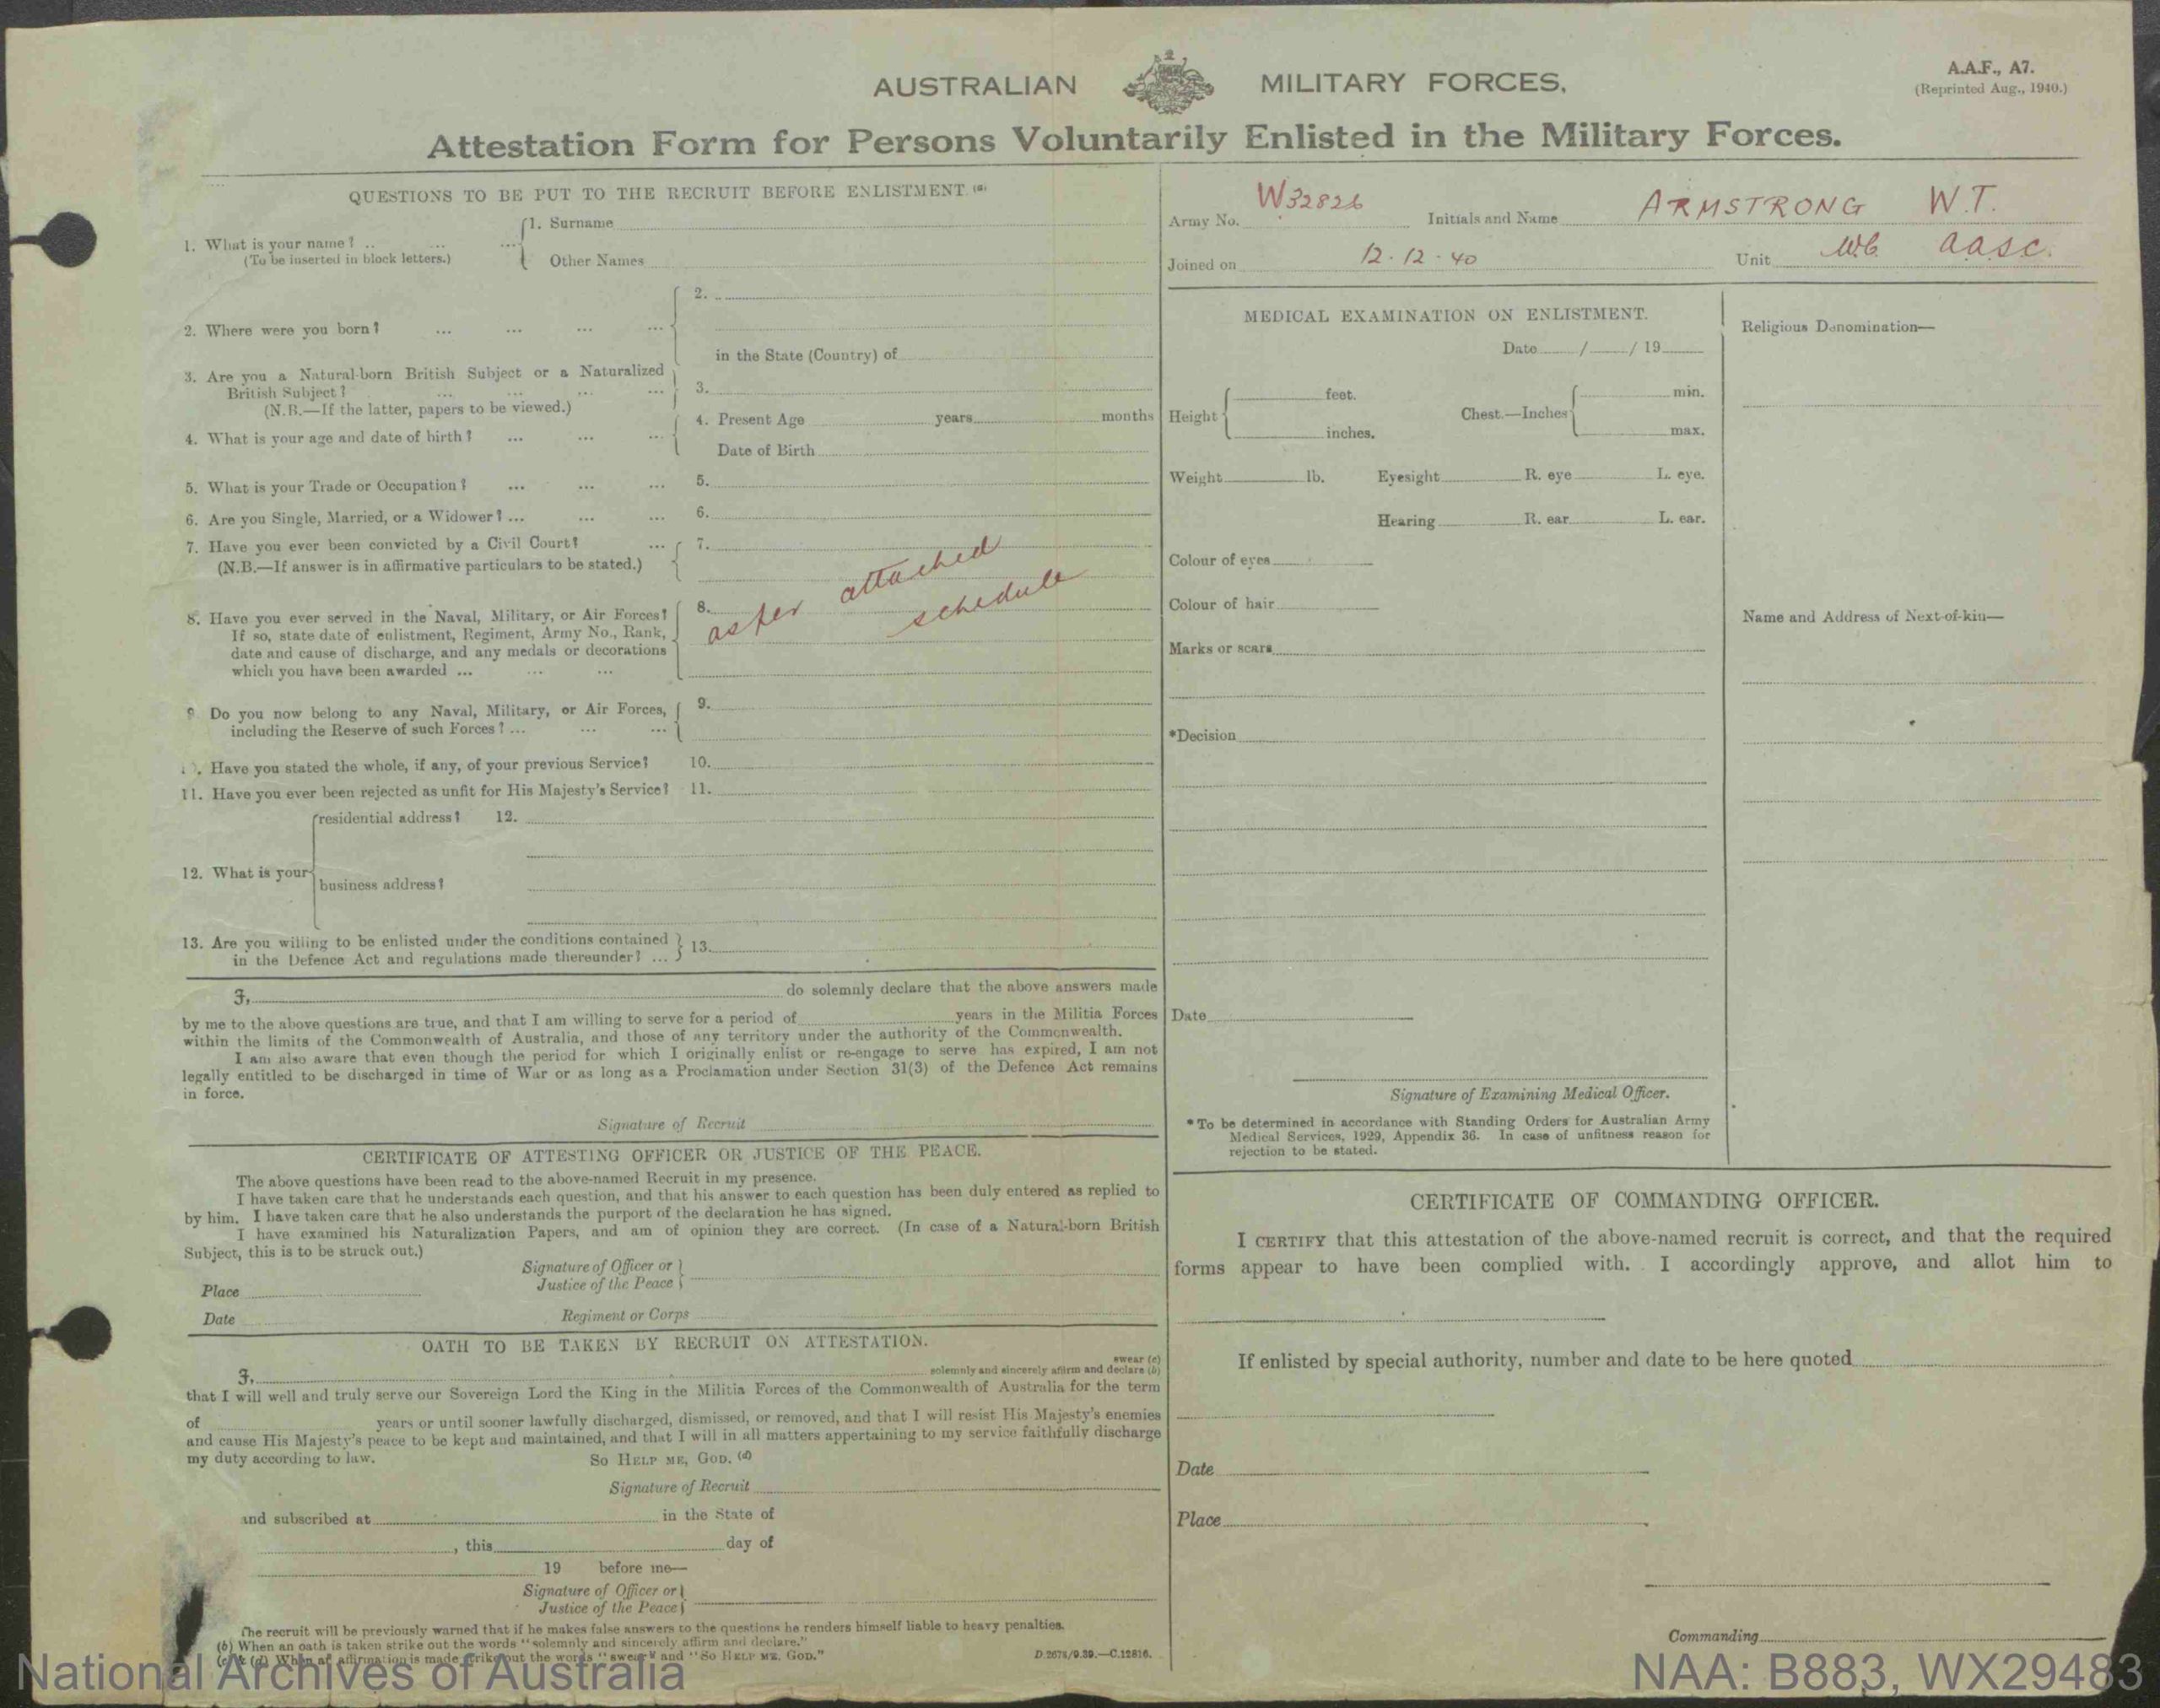 AUSTRALIAN MILITARY FORCES,
A.A.F., A7.
(Reprinted Aug., 1940.)
Attestation Form for Persons Voluntarily Enlisted in the Military Forces.
QUESTIONS TO BE PUT TO THE RECRUIT BEFORE ENLISTMENT (a)
1. What is your name? .. ... ...
(To be inserted in block letters.)
1. Surname
Other Names
2. Where were you born? ... ... ... ...
2. ..
in the State (Country) of
3. Are you a Natural-born British Subject or a Naturalized
British Subject? ... ... ... ...
(N.B.—If the latter, papers to be viewed.)
3.
4. What is your age and date of birth? ... ... ...
4. Present Age years months
Date of Birth
5. What is your Trade or Occupation? ... ... ... 5.
6. Are you Single, Married, or a Widower? ... ... ... 6.
7. Have you ever been convicted by a Civil Court? ... 7.
(N.B.—If answer is in affirmative particulars to be stated.)
as per attached
schedule
8. Have you ever served in the Naval, Military, or Air Forces? 8.
If so, state date of enlistment, Regiment, Army No., Rank,
date and cause of discharge, and any medals or decorations
which you have been awarded ... ... ...
9 Do you now belong to any Naval, Military, or Air Forces, 9.
including the Reserve of such Forces? ... ... ...
10. Have you stated the whole, if any, of your previous Service? 10.
11. Have you ever been rejected as unfit for His Majesty's Service? 11.
12. What is your
residential address? 12.
business address?
13. Are you willing to be enlisted under the conditions contained
in the Defence Act and regulations made thereunder? ... 13.
I, do solemnly declare that the above answers made
by me to the above questions are true, and that I am willing to serve for a period of years in the Militia Forces
within the limits of the Commonwealth of Australia, and those of any territory under the authority of the Commonwealth.
I am also aware that even though the period for which I originally enlist or re-engage to serve has expired, I am not
legally entitled to be discharged in time of War or as long as a Proclamation under Section 31(3) of the Defence Act remains
in force.
Signature of Recruit
CERTIFICATE OF ATTESTING OFFICER OR JUSTICE OF THE PEACE.
The above questions have been read to the above-named Recruit in my presence.
I have taken care that he understands each question, and that his answer to each question has been duly entered as replied to
by him. I have taken care that he also understands the purport of the declaration he has signed.
I have examined his Naturalization Papers, and am of opinion they are correct. (In case of a Natural-born British
Subject, this is to be struck out.)
Signature of Officer or
Justice of the Peace
Place
Date
Regiment or Corps
OATH TO BE TAKEN BY RECRUIT ON ATTESTATION.
swear (c)
I, solemnly and sincerely affirm and declare (b)
that I will well and truly serve our Sovereign Lord the King in the Militia Forces of the Commonwealth of Australia for the term
of years or until sooner lawfully discharged, dismissed, or removed, and that I will resist His Majesty's enemies
and cause His Majesty's peace to be kept and maintained, and that I will in all matters appertaining to my service faithfully discharge
my duty according to law. SO HELP ME, GOD. (d)
Signature of Recruit
and subscribed at in the State of
, this day of
19 before me—
Signature of Officer or
Justice of the Peace
The recruit will be previously warned that if he makes false answers to the questions he renders himself liable to heavy penalties.
(b) When an oath is taken strike out the words "solemnly and sincerely affirm and declare."
(c) & (d) When an affirmation is made strike out the words "swear" and "SO HELP ME, GOD."
D.2678/9.39.—C.12816.
Army No. W32826 Initials and Name ARMSTRONG W.T.
Joined on 12-12-40 Unit W.C. AASC.
MEDICAL EXAMINATION ON ENLISTMENT.
Date / / 19
Height feet. inches.
Chest.—Inches min. max.
Weight lb. Eyesight R. eye L. eye.
Hearing R. ear L. ear.
Colour of eyes
Colour of hair
Marks or scars
*Decision
Date
Signature of Examining Medical Officer.
* To be determined in accordance with Standing Orders for Australian Army
Medical Services, 1929, Appendix 36. In case of unfitness reason for
rejection to be stated.
Religious Denomination—
Name and Address of Next-of-kin—
CERTIFICATE OF COMMANDING OFFICER.
I CERTIFY that this attestation of the above-named recruit is correct, and that the required
forms appear to have been complied with. I accordingly approve, and allot him to
If enlisted by special authority, number and date to be here quoted
Date
Place
Commanding
National Archives of Australia
NAA: B883, WX29483